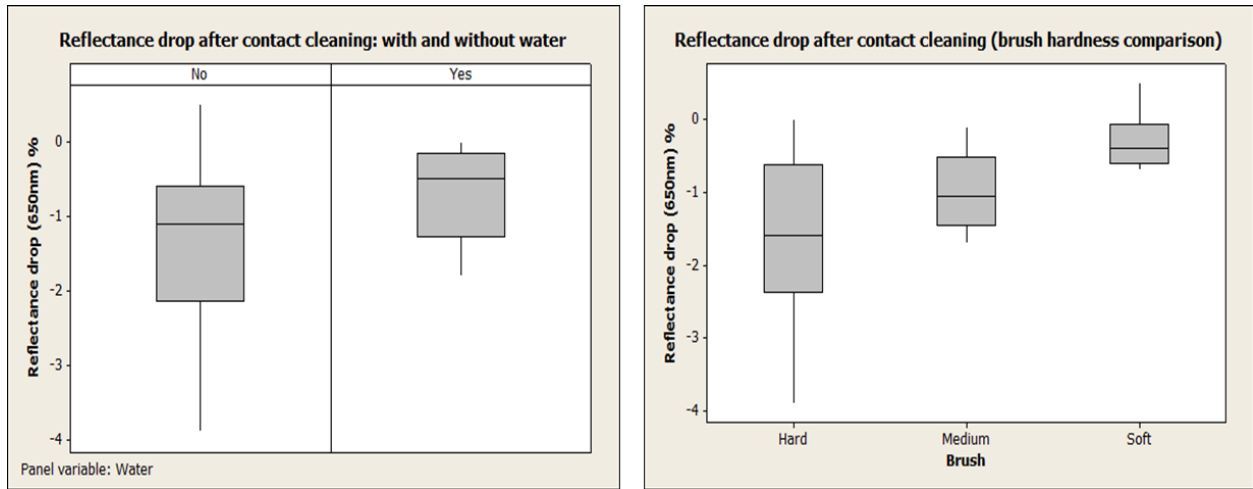 Reflectance drop after contact cleaning: with and without water
No Yes
Reflectance drop (650nm) %
0
-1
-2
-3
-4
Panel variable: Water
Reflectance drop after contact cleaning (brush hardness comparison)
Reflectance drop (650nm) %
0
-1
-2
-3
-4
Hard Medium Soft
Brush